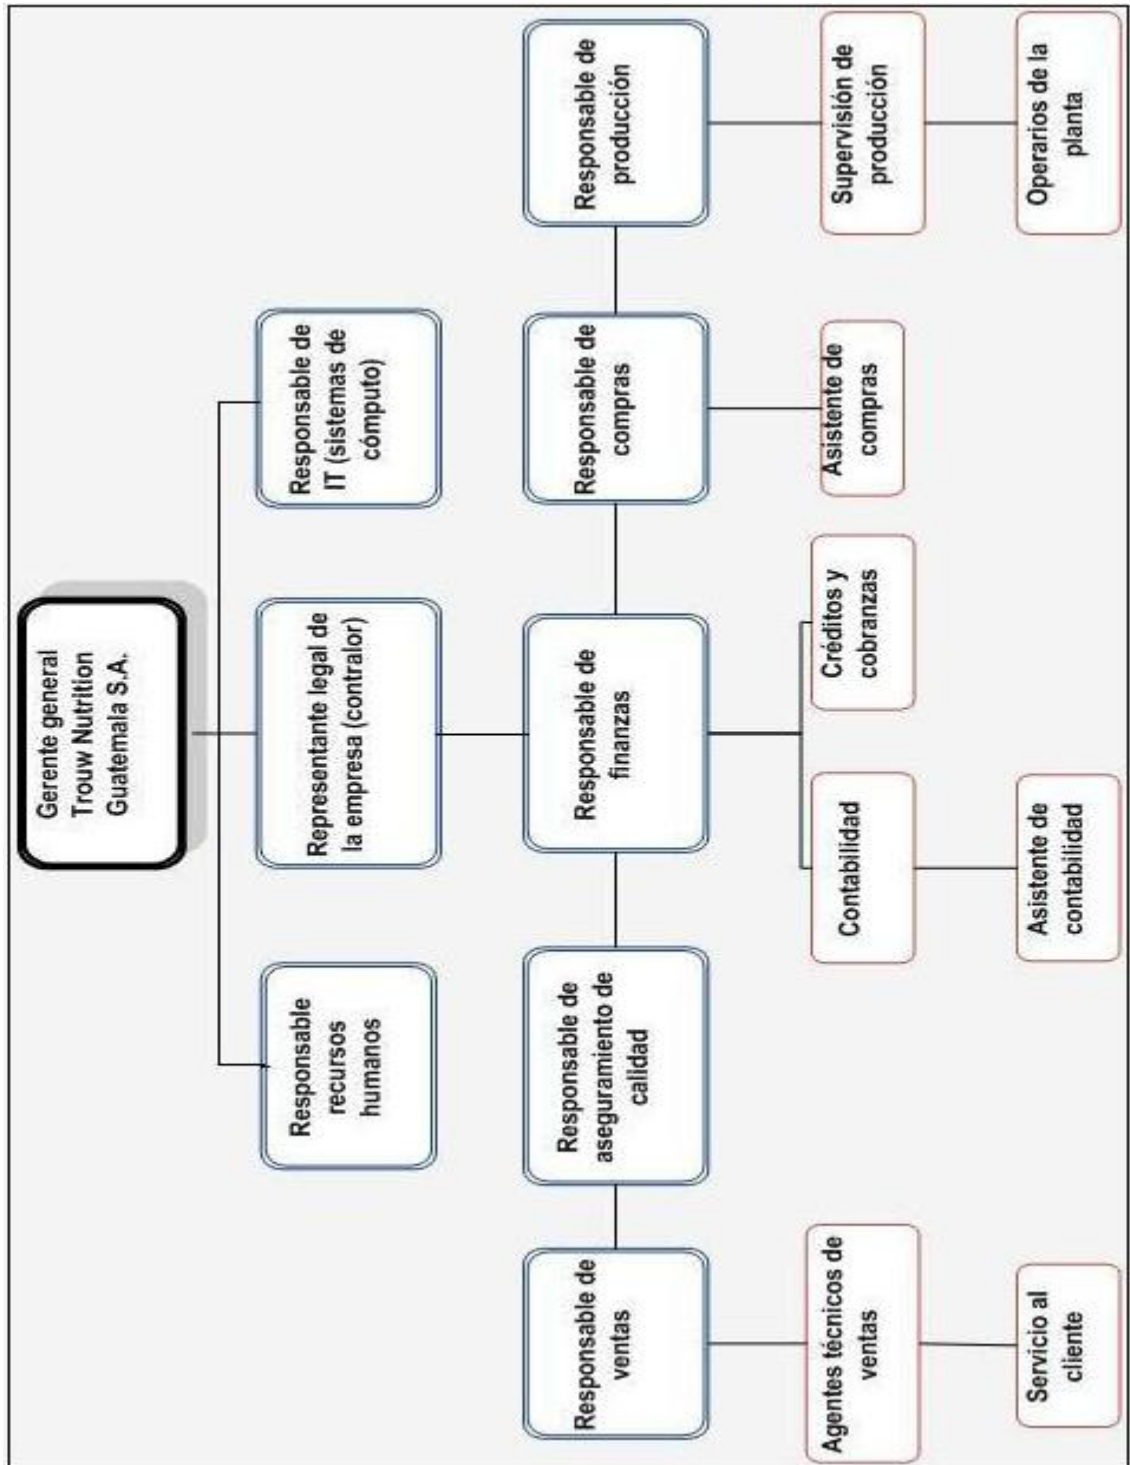 Gerente general
Trouw Nutrition
Guatemala S.A.
Responsable
recursos
humanos
Representante legal de
la empresa (contralor)
Responsable de
IT (sistemas de
cómputo)
Responsable de
ventas
Responsable de
aseguramiento de
calidad
Responsable de
finanzas
Responsable de
compras
Responsable de
producción
Agentes técnicos de
ventas
Contabilidad
Créditos y
cobranzas
Asistente de
compras
Supervisión de
producción
Servicio al
cliente
Asistente de
contabilidad
Operarios de la
planta